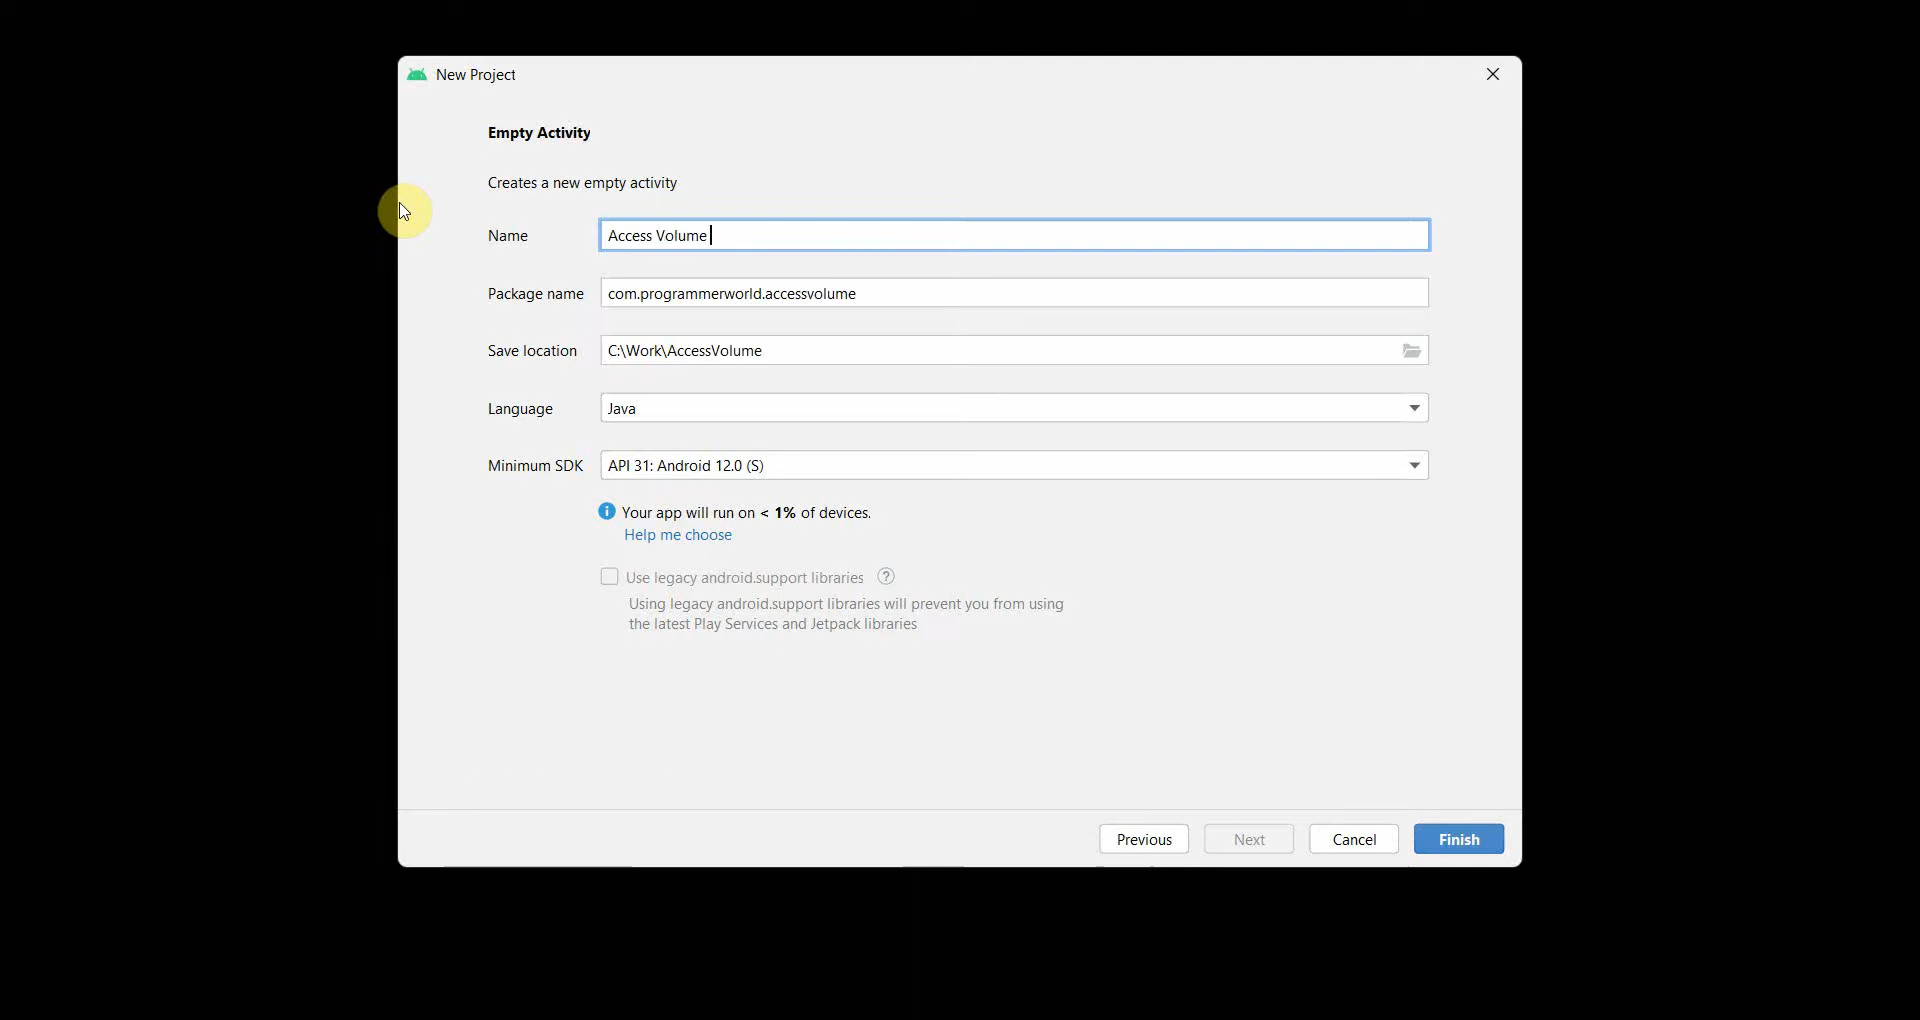 New Project
Empty Activity
Creates a new empty activity
Name Access Volume
Package name com.programmerworld.accessvolume
Save location C:\Work\AccessVolume
Language Java
Minimum SDK API 31: Android 12.0 (S)
Your app will run on < 1% of devices.
Help me choose
Use legacy android.support libraries ?
Using legacy android.support libraries will prevent you from using
the latest Play Services and Jetpack libraries
Previous Next Cancel Finish